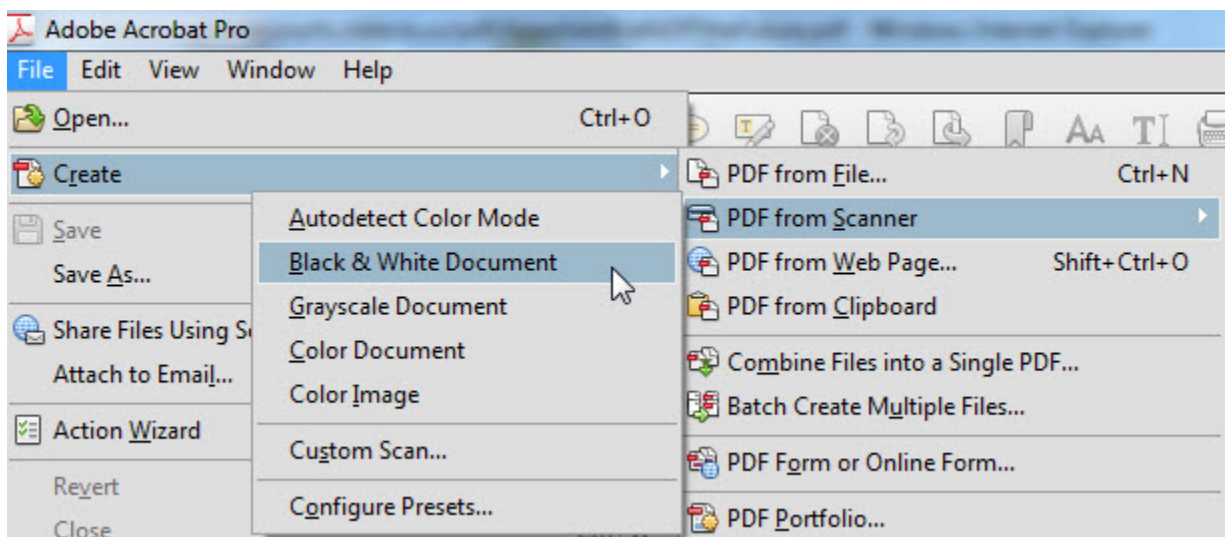 Adobe Acrobat Pro
File Edit View Window Help
Open... Ctrl+O
Create
Save
Save As...
Share Files Using
Attach to Email...
Action Wizard
Revert
Close
Autodetect Color Mode
Black & White Document
Grayscale Document
Color Document
Color Image
Custom Scan...
Configure Presets...
PDF from File... Ctrl+N
PDF from Scanner
PDF from Web Page... Shift+Ctrl+O
PDF from Clipboard
Combine Files into a Single PDF...
Batch Create Multiple Files...
PDF Form or Online Form...
PDF Portfolio...